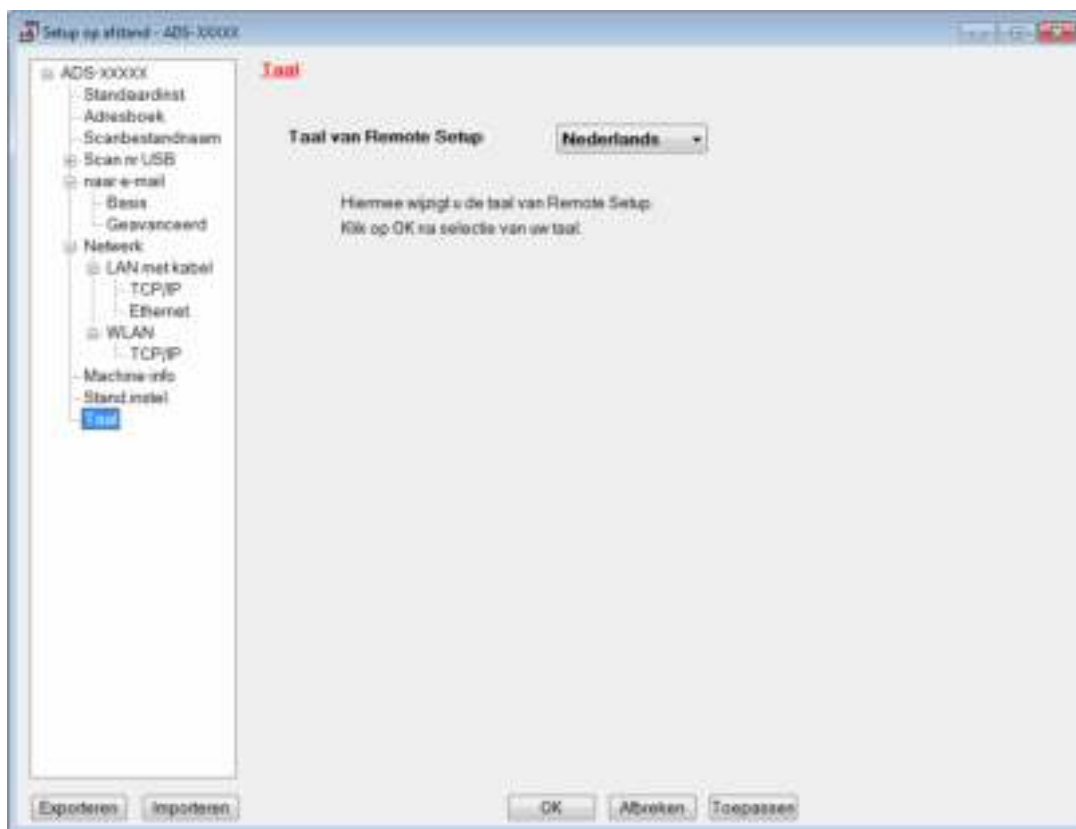 Setup op afstand - ADS-XXXXX
ADS-XXXXX
Standaardinst
Adresboek
Scanbestandnaam
Scan nr USB
naar e-mail
Basis
Geavanceerd
Netwerk
LAN met kabel
TCP/IP
Ethernet
WLAN
TCP/IP
Machine-info
Stand.instel
Taal
Taal
Taal van Remote Setup
Nederlands
Hiermee wijzigt u de taal van Remote Setup.
Klik op OK na selectie van uw taal.
Exporteren
Importeren
OK
Afbreken
Toepassen